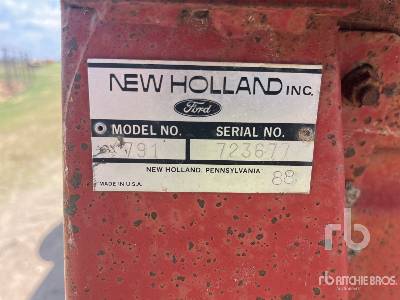 NEW HOLLAND INC.
Ford
MODEL NO. SERIAL NO.
791 723677
NEW HOLLAND, PENNSYLVANIA
88
MADE IN U.S.A.
rb
rb RITCHIE BROS.